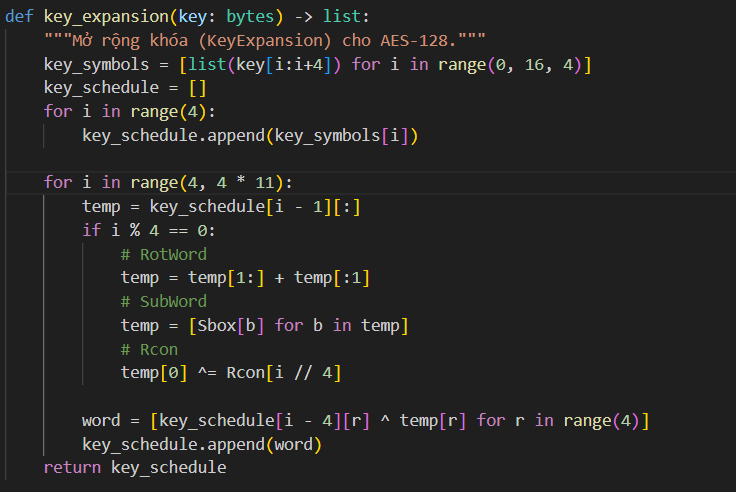 def key_expansion(key: bytes) -> list:
    """Mở rộng khóa (KeyExpansion) cho AES-128."""
    key_symbols = [list(key[i:i+4]) for i in range(0, 16, 4)]
    key_schedule = []
    for i in range(4):
        key_schedule.append(key_symbols[i])
    for i in range(4, 4 * 11):
        temp = key_schedule[i - 1][:]
        if i % 4 == 0:
            # RotWord
            temp = temp[1:] + temp[:1]
            # SubWord
            temp = [Sbox[b] for b in temp]
            # Rcon
            temp[0] ^= Rcon[i // 4]
        word = [key_schedule[i - 4][r] ^ temp[r] for r in range(4)]
        key_schedule.append(word)
    return key_schedule